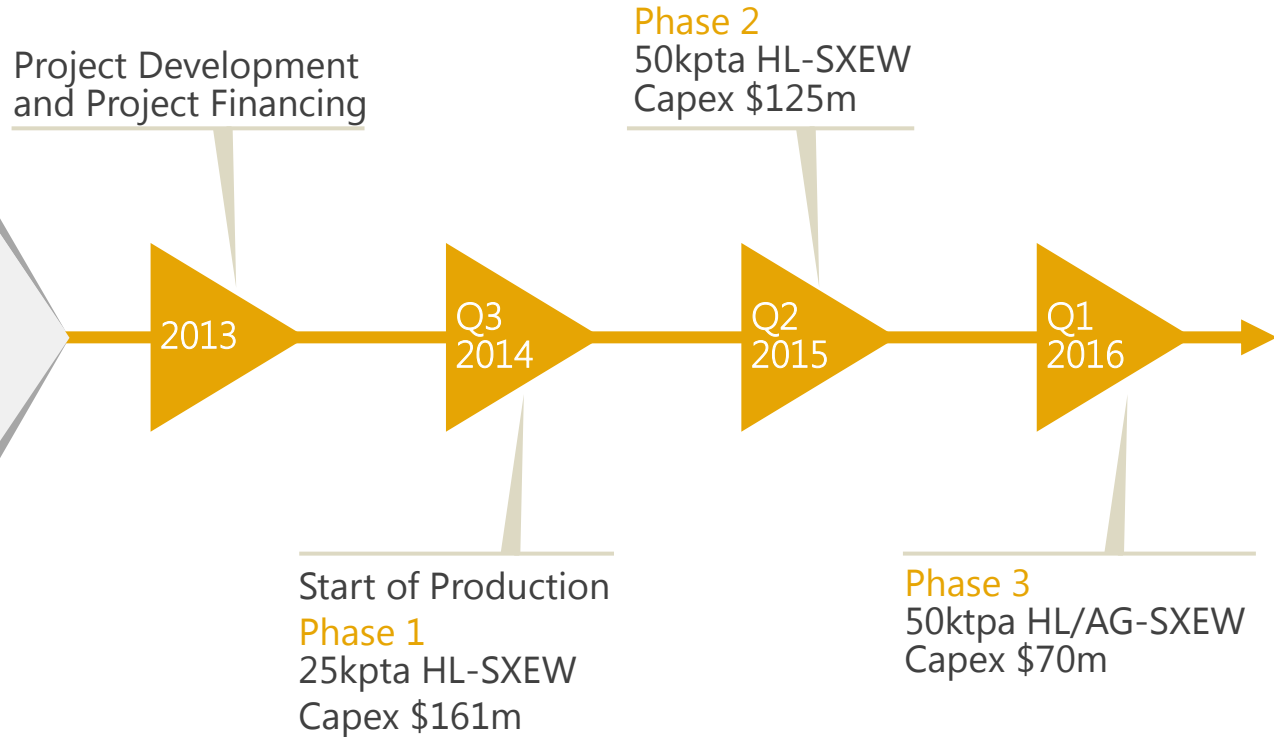 Project Development
and Project Financing
Phase 2
50kpta HL-SXEW
Capex $125m
2013
Q3
2014
Q2
2015
Q1
2016
Start of Production
Phase 1
25kpta HL-SXEW
Capex $161m
Phase 3
50ktpa HL/AG-SXEW
Capex $70m